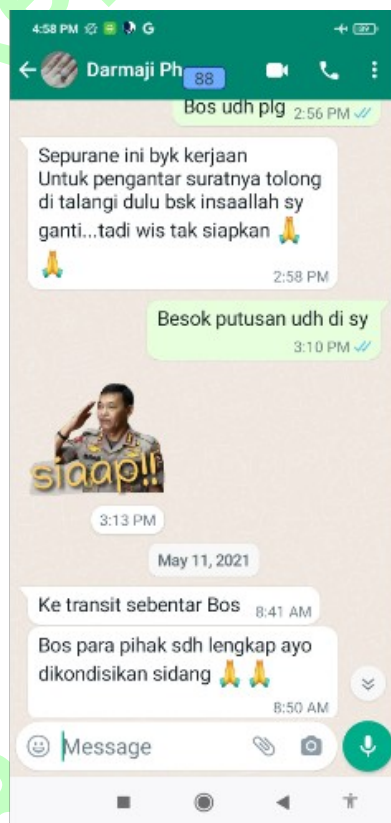 4:58 PM
Darmaji Ph
88
Bos udh plg 2:56 PM
Sepurane ini byk kerjaan
Untuk pengantar suratnya tolong
di talangi dulu bsk insaallah sy
ganti...tadi wis tak siapkan 🙏
🙏
2:58 PM
Besok putusan udh di sy
3:10 PM
siaap!!
3:13 PM
May 11, 2021
Ke transit sebentar Bos 8:41 AM
Bos para pihak sdh lengkap ayo
dikondisikan sidang 🙏 🙏
8:50 AM
Message